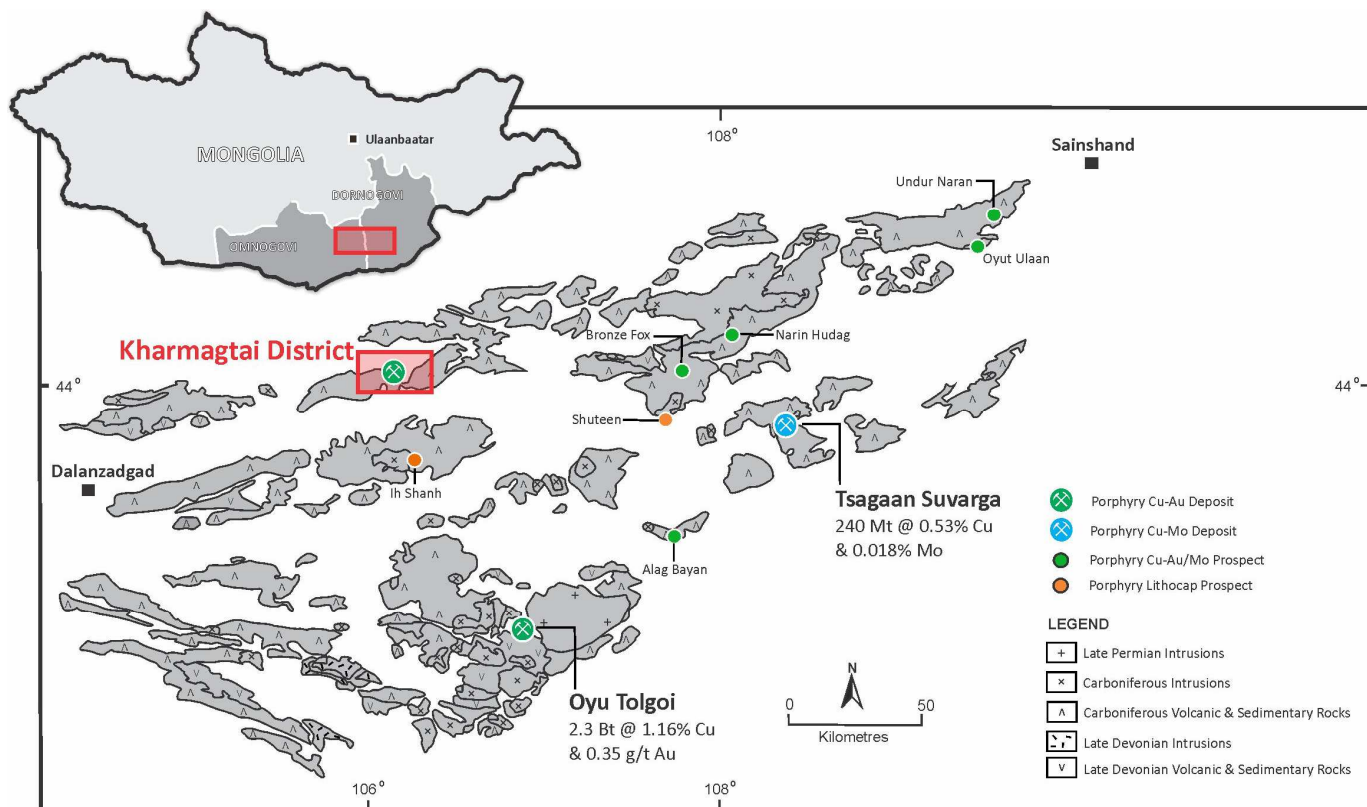 Ulaanbaatar
MONGOLIA
DORNOGOVI
OMNOGOVI
108°
Sainshand
Undur Naran
Oyut Ulaan
Bronze Fox
Narin Hudag
Kharmagtai District
44°
44°
Shuteen
Dalanzadgad
Ih Shanh
Tsagaan Suvarga
240 Mt @ 0.53% Cu
& 0.018% Mo
Alag Bayan
Oyu Tolgoi
2.3 Bt @ 1.16% Cu
& 0.35 g/t Au
N
0 50
Kilometres
Porphyry Cu-Au Deposit
Porphyry Cu-Mo Deposit
Porphyry Cu-Au/Mo Prospect
Porphyry Lithocap Prospect
LEGEND
+ Late Permian Intrusions
× Carboniferous Intrusions
^ Carboniferous Volcanic & Sedimentary Rocks
Late Devonian Intrusions
v Late Devonian Volcanic & Sedimentary Rocks
106°
108°